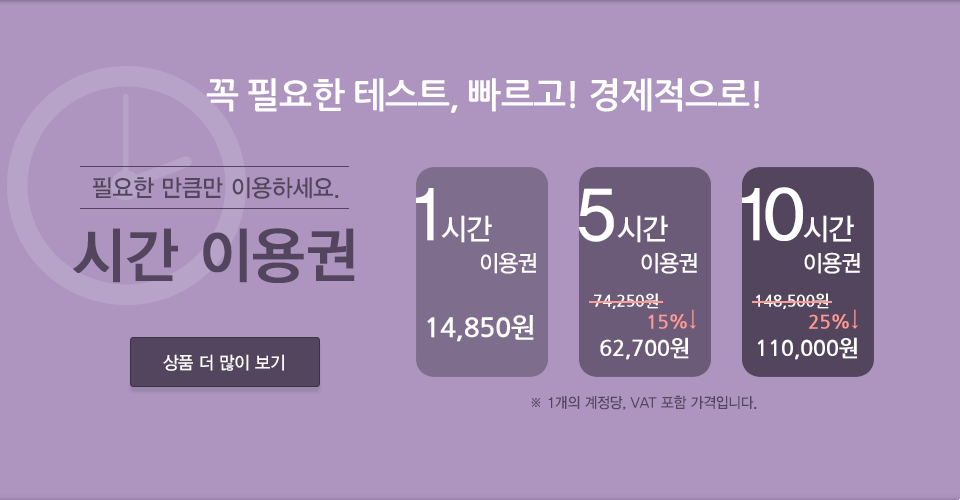 꼭 필요한 테스트, 빠르고! 경제적으로!
필요한 만큼만 이용하세요.
시간 이용권
상품 더 많이 보기
1시간
이용권
14,850원
5시간
이용권
74,250원
15%↓
62,700원
10시간
이용권
148,500원
25%↓
110,000원
※ 1개의 계정당, VAT 포함 가격입니다.